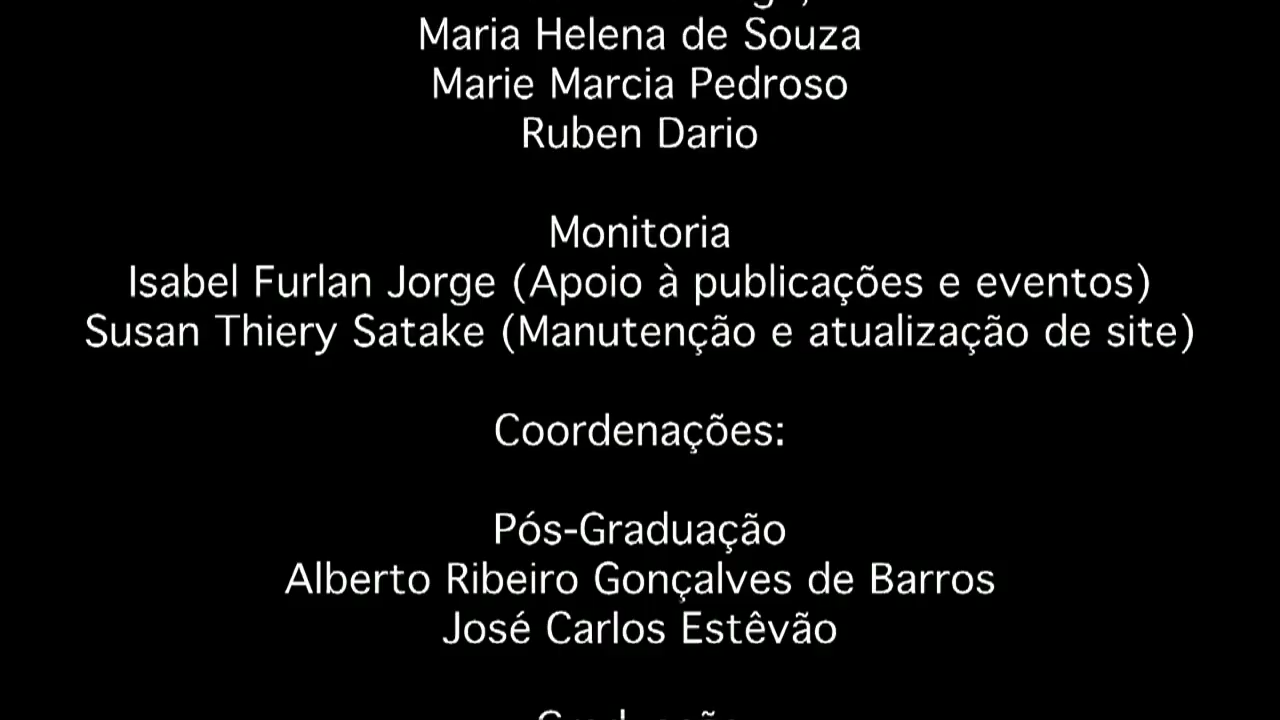 Maria Helena de Souza
Marie Marcia Pedroso
Ruben Dario
Monitoria
Isabel Furlan Jorge (Apoio à publicações e eventos)
Susan Thiery Satake (Manutenção e atualização de site)
Coordenações:
Pós-Graduação
Alberto Ribeiro Gonçalves de Barros
José Carlos Estêvão